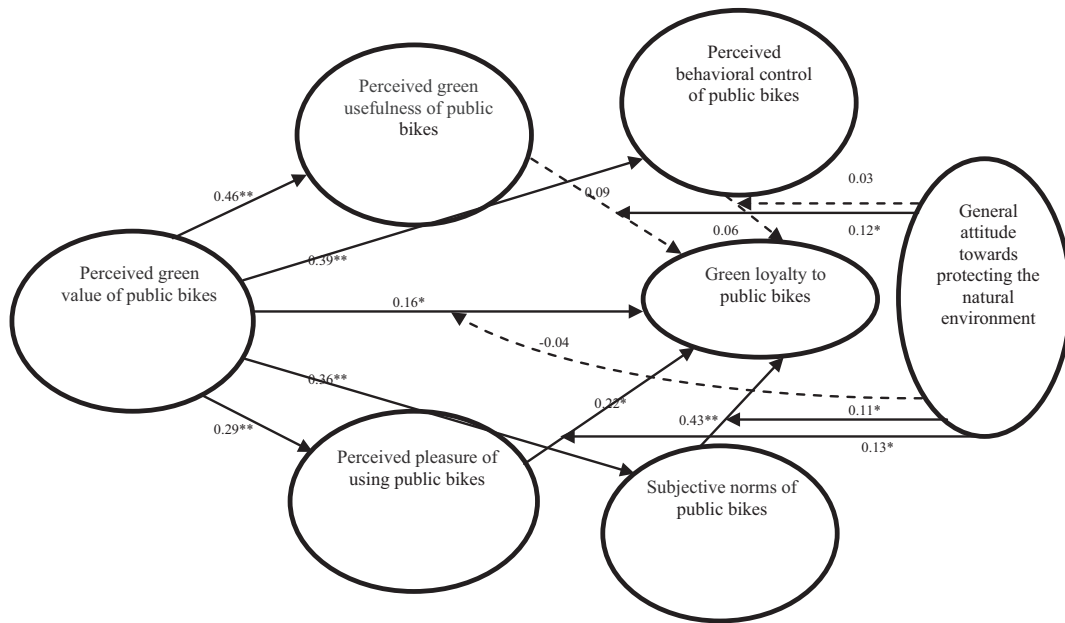 Perceived
behavioral control
of public bikes
Perceived green
usefulness of public
bikes
0.46**
0.09
0.03
0.12*
0.06
0.39**
General
attitude
towards
protecting the
natural
environment
Perceived green
value of public bikes
Green loyalty to
public bikes
0.16*
-0.04
0.36**
0.22*
0.43**
0.11*
0.13*
0.29**
Perceived pleasure of
using public bikes
Subjective norms of
public bikes